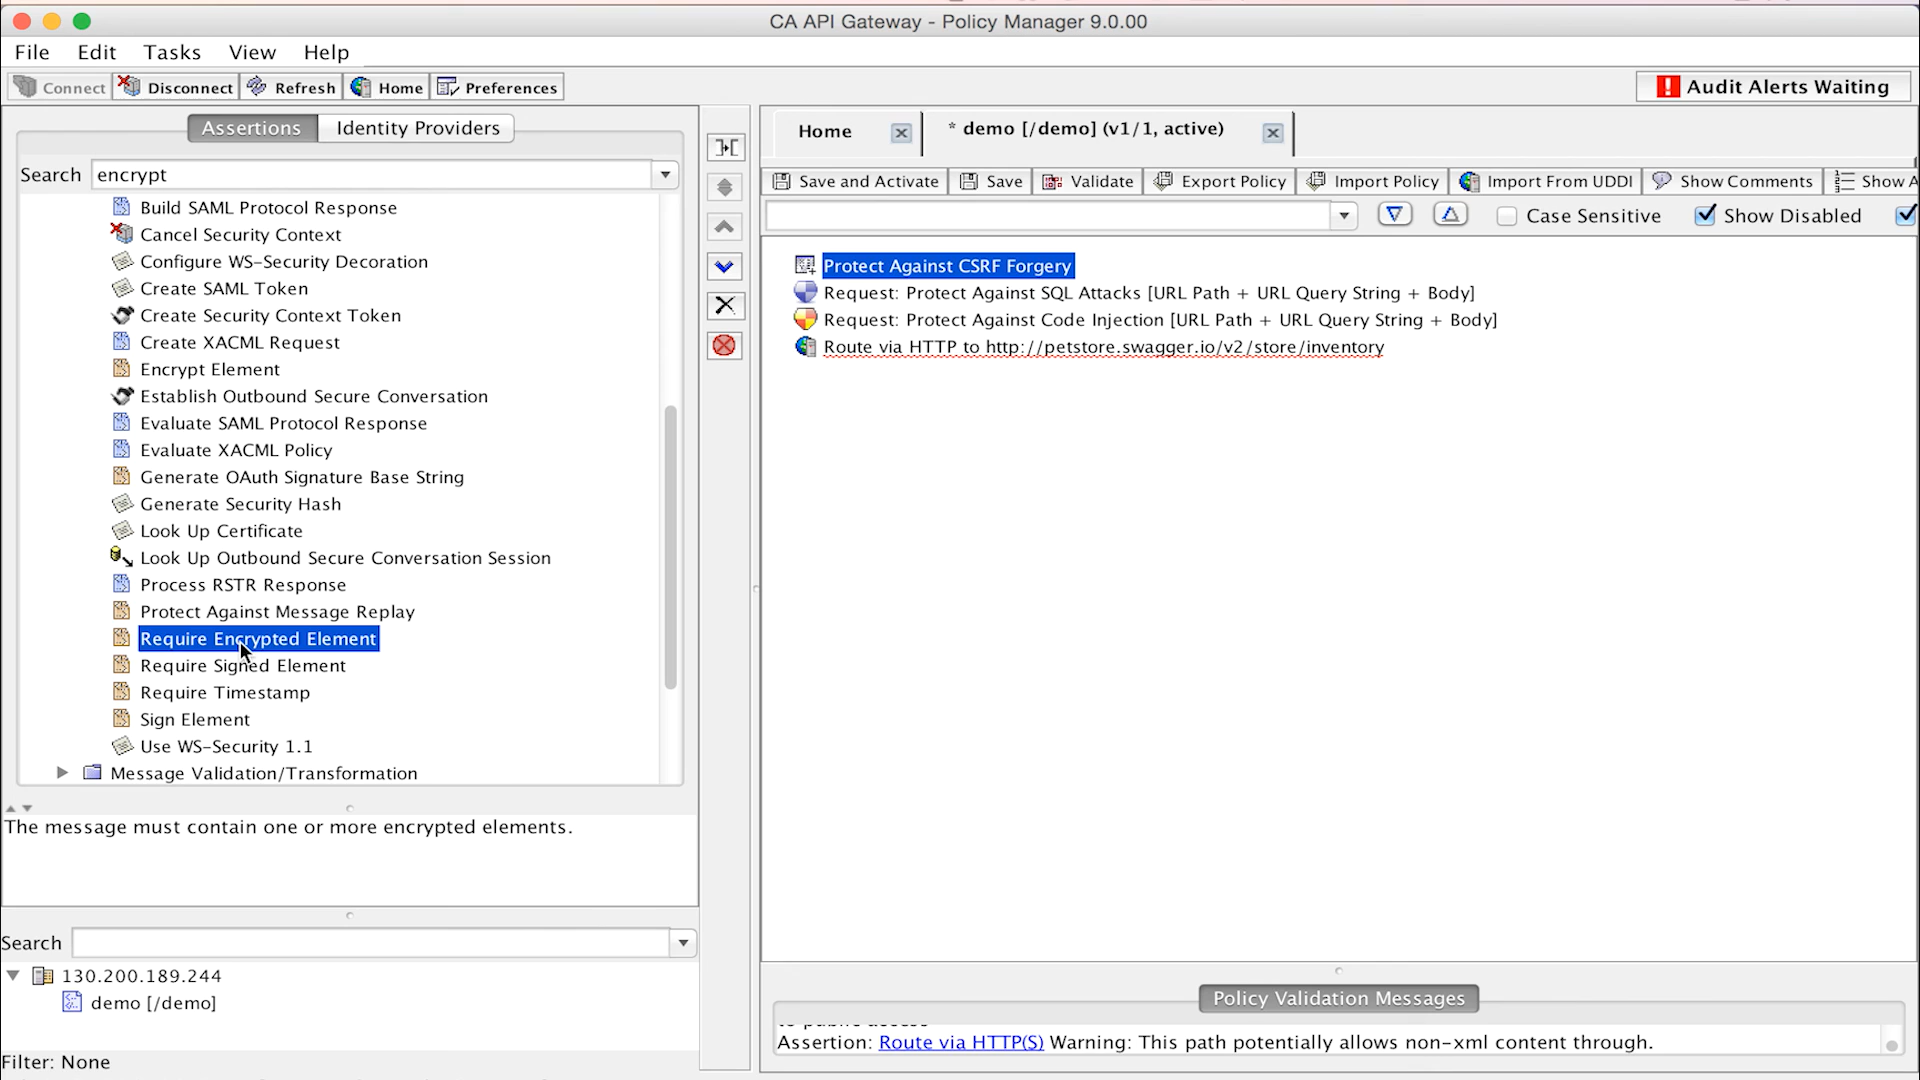 CA API Gateway - Policy Manager 9.0.00
File Edit Tasks View Help
Connect Disconnect Refresh Home Preferences
Audit Alerts Waiting
Assertions Identity Providers
Search encrypt
Build SAML Protocol Response
Cancel Security Context
Configure WS-Security Decoration
Create SAML Token
Create Security Context Token
Create XACML Request
Encrypt Element
Establish Outbound Secure Conversation
Evaluate SAML Protocol Response
Evaluate XACML Policy
Generate OAuth Signature Base String
Generate Security Hash
Look Up Certificate
Look Up Outbound Secure Conversation Session
Process RSTR Response
Protect Against Message Replay
Require Encrypted Element
Require Signed Element
Require Timestamp
Sign Element
Use WS-Security 1.1
Message Validation/Transformation
The message must contain one or more encrypted elements.
Search
130.200.189.244
demo [/demo]
Filter: None
Home * demo [/demo] (v1/1, active)
Save and Activate Save Validate Export Policy Import Policy Import From UDDI Show Comments Show A
Case Sensitive Show Disabled
Protect Against CSRF Forgery
Request: Protect Against SQL Attacks [URL Path + URL Query String + Body]
Request: Protect Against Code Injection [URL Path + URL Query String + Body]
Route via HTTP to http://petstore.swagger.io/v2/store/inventory
Policy Validation Messages
to public access
Assertion: Route via HTTP(S) Warning: This path potentially allows non-xml content through.